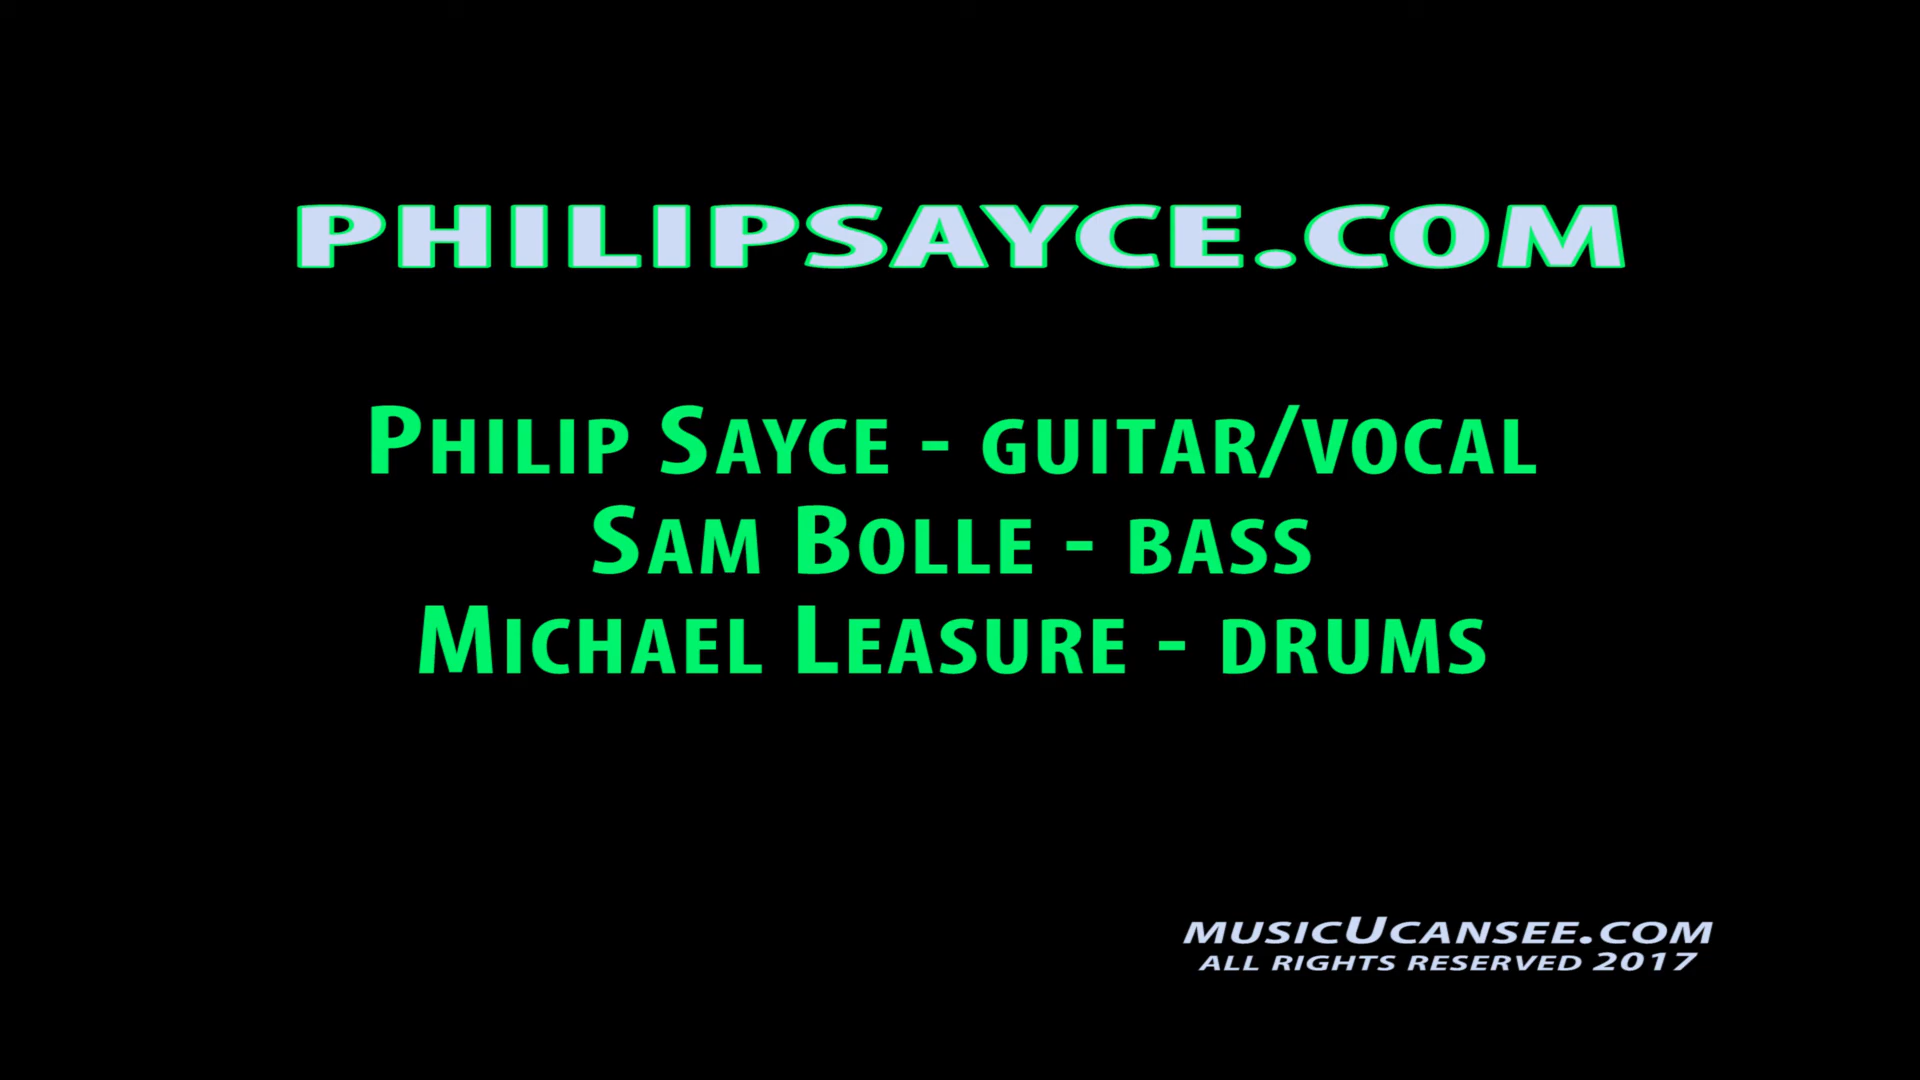 PHILIPSAYCE.COM
PHILIP SAYCE - GUITAR/VOCAL
SAM BOLLE - BASS
MICHAEL LEASURE - DRUMS
MUSICUCANSEE.COM
ALL RIGHTS RESERVED 2017